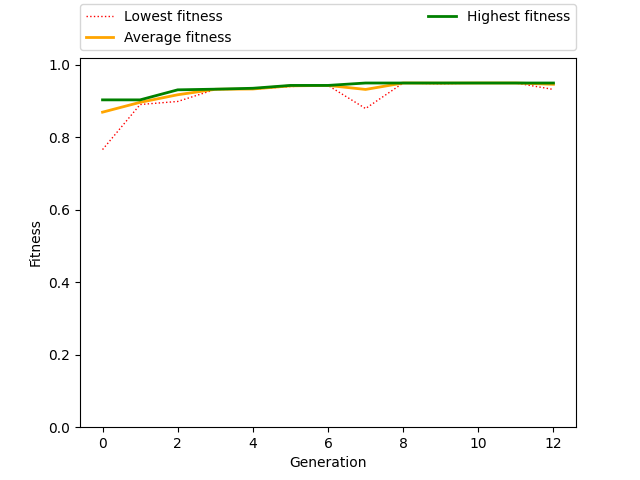 Lowest fitness
Average fitness
Highest fitness
1.0
0.8
0.6
0.4
0.2
0.0
Fitness
0 2 4 6 8 10 12
Generation